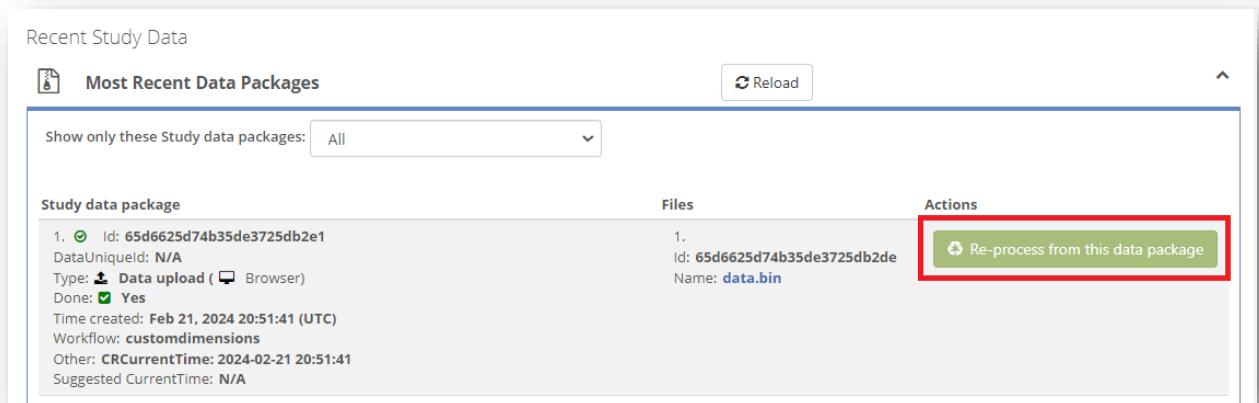 Recent Study Data
Most Recent Data Packages
Reload
Show only these Study data packages: All
Study data package Files Actions
1. Id: 65d6625d74b35de3725db2e1
DataUniqueId: N/A
Type: Data upload ( Browser)
Done: Yes
Time created: Feb 21, 2024 20:51:41 (UTC)
Workflow: customdimensions
Other: CRCurrentTime: 2024-02-21 20:51:41
Suggested CurrentTime: N/A
1.
Id: 65d6625d74b35de3725db2de
Name: data.bin
Re-process from this data package